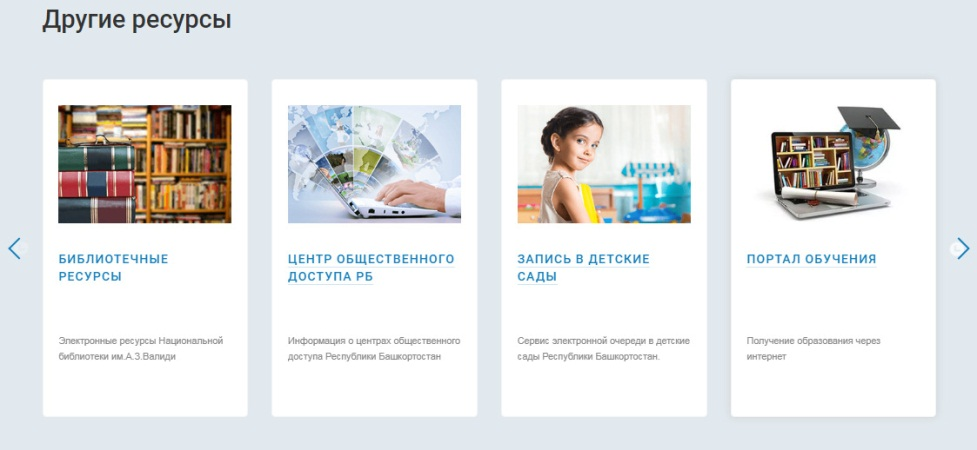 Другие ресурсы
БИБЛИОТЕЧНЫЕ
РЕСУРСЫ
Электронные ресурсы Национальной
библиотеки им.А.З.Валиди
ЦЕНТР ОБЩЕСТВЕННОГО
ДОСТУПА РБ
Информация о центрах общественного
доступа Республики Башкортостан
ЗАПИСЬ В ДЕТСКИЕ
САДЫ
Сервис электронной очереди в детские
сады Республики Башкортостан.
ПОРТАЛ ОБУЧЕНИЯ
Получение образования через
интернет